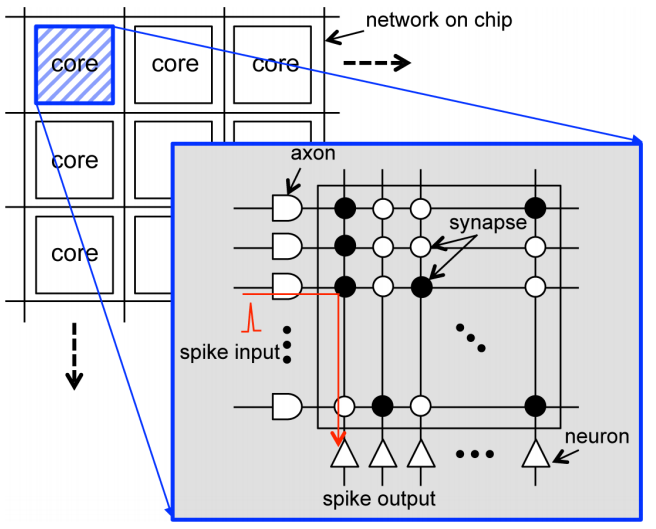 network on chip
core
core
core
core
core
axon
synapse
spike input
neuron
spike output